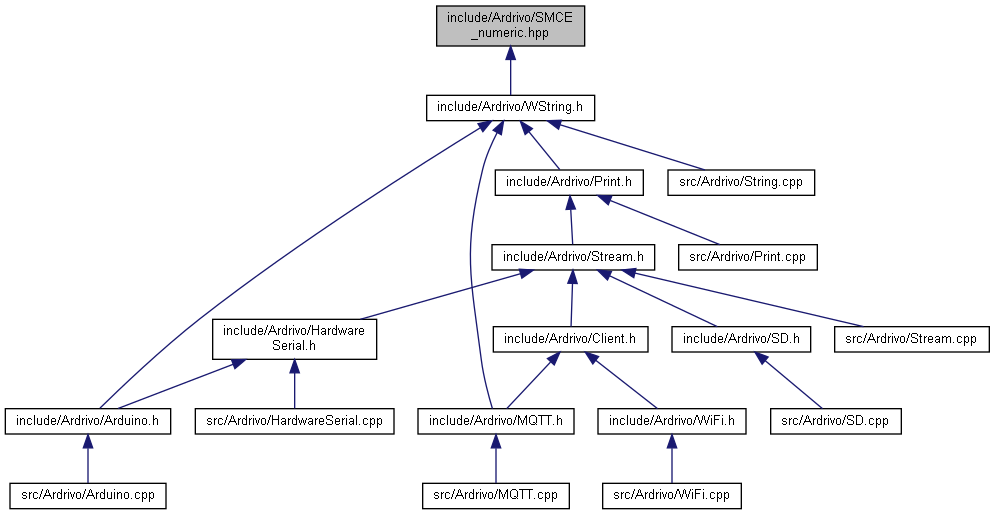 include/Ardrivo/SMCE
_numeric.hpp
include/Ardrivo/WString.h
include/Ardrivo/Print.h
src/Ardrivo/String.cpp
include/Ardrivo/Stream.h
src/Ardrivo/Print.cpp
include/Ardrivo/Hardware
Serial.h
include/Ardrivo/Client.h
include/Ardrivo/SD.h
src/Ardrivo/Stream.cpp
include/Ardrivo/Arduino.h
src/Ardrivo/HardwareSerial.cpp
include/Ardrivo/MQTT.h
include/Ardrivo/WiFi.h
src/Ardrivo/SD.cpp
src/Ardrivo/Arduino.cpp
src/Ardrivo/MQTT.cpp
src/Ardrivo/WiFi.cpp